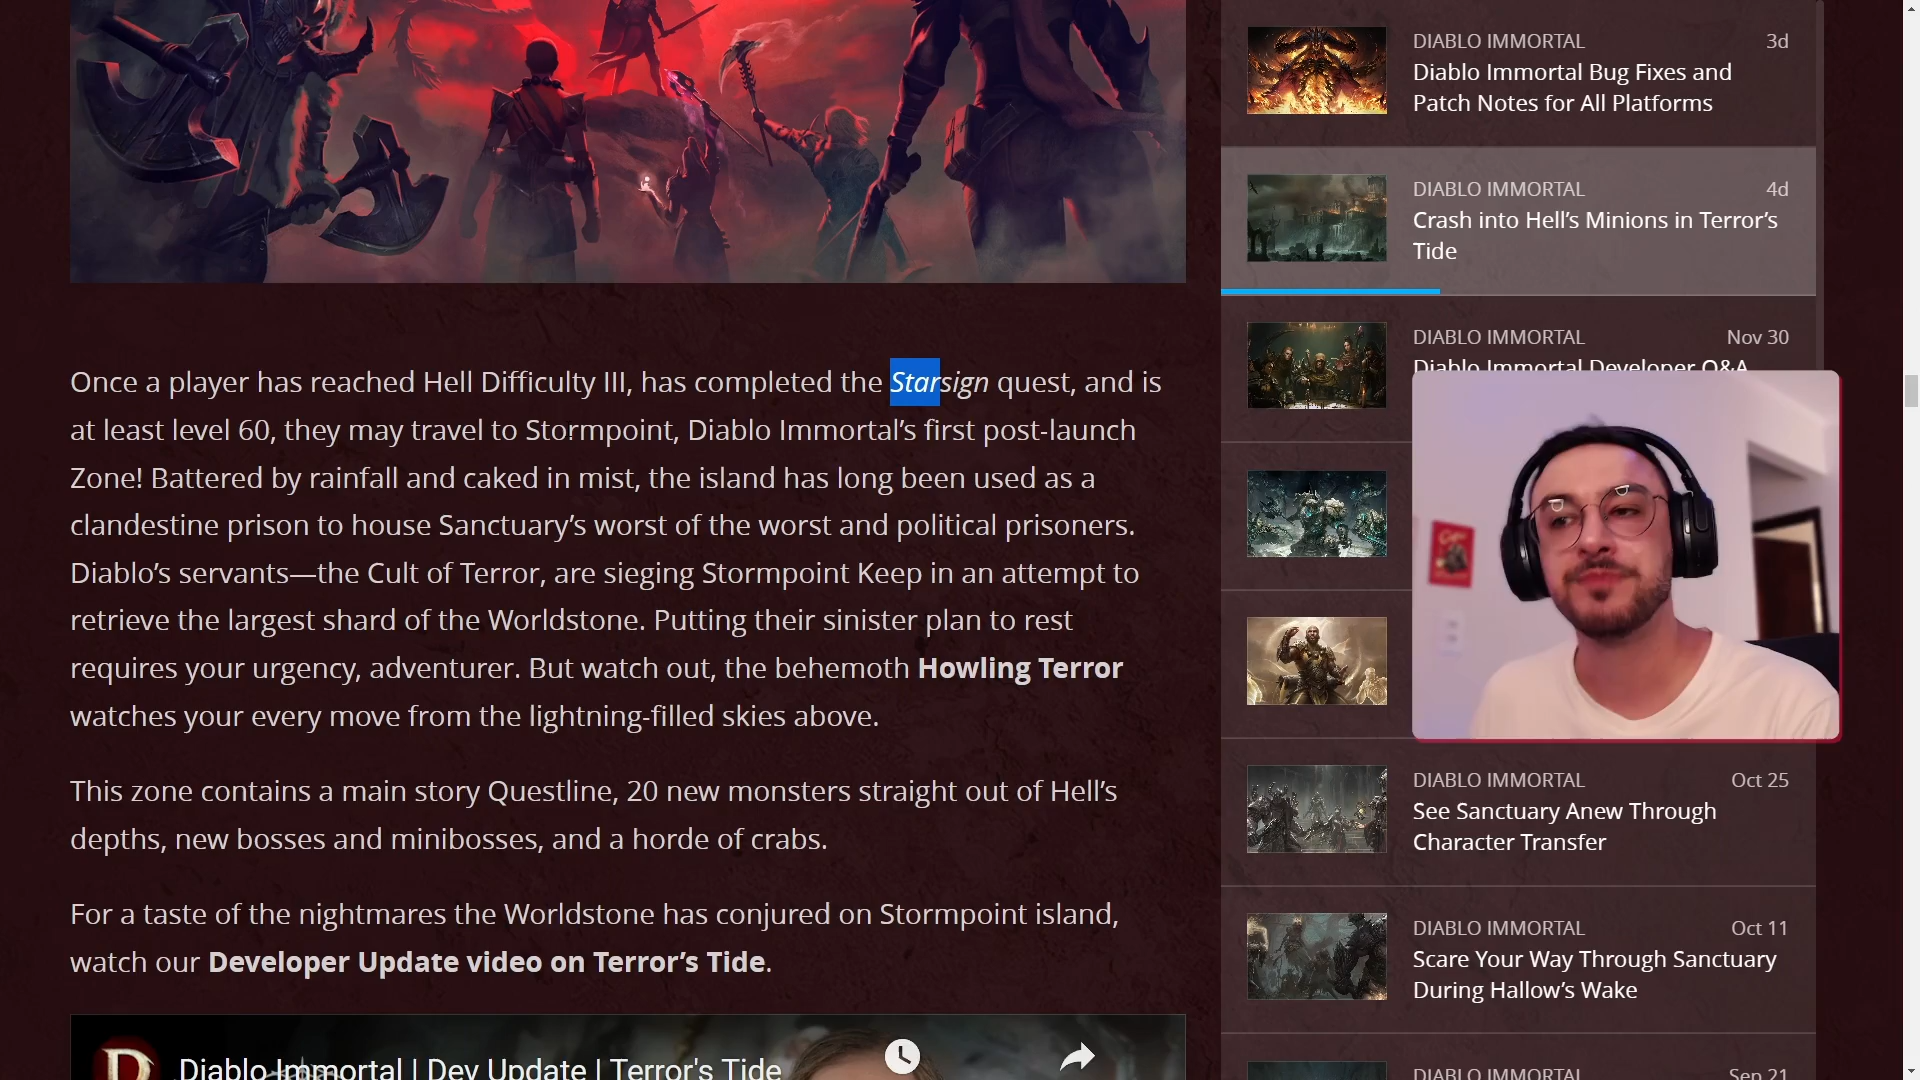 Once a player has reached Hell Difficulty III, has completed the Starsign quest, and is
at least level 60, they may travel to Stormpoint, Diablo Immortal’s first post-launch
Zone! Battered by rainfall and caked in mist, the island has long been used as a
clandestine prison to house Sanctuary’s worst of the worst and political prisoners.
Diablo’s servants—the Cult of Terror, are sieging Stormpoint Keep in an attempt to
retrieve the largest shard of the Worldstone. Putting their sinister plan to rest
requires your urgency, adventurer. But watch out, the behemoth Howling Terror
watches your every move from the lightning-filled skies above.
This zone contains a main story Questline, 20 new monsters straight out of Hell’s
depths, new bosses and minibosses, and a horde of crabs.
For a taste of the nightmares the Worldstone has conjured on Stormpoint island,
watch our Developer Update video on Terror’s Tide.
Diablo Immortal | Dev Update | Terror's Tide
DIABLO IMMORTAL 3d
Diablo Immortal Bug Fixes and
Patch Notes for All Platforms
DIABLO IMMORTAL 4d
Crash into Hell’s Minions in Terror’s
Tide
DIABLO IMMORTAL Nov 30
Diablo Immortal Developer Q&A
DIABLO IMMORTAL Oct 25
See Sanctuary Anew Through
Character Transfer
DIABLO IMMORTAL Oct 11
Scare Your Way Through Sanctuary
During Hallow’s Wake
DIABLO IMMORTAL Sep 21